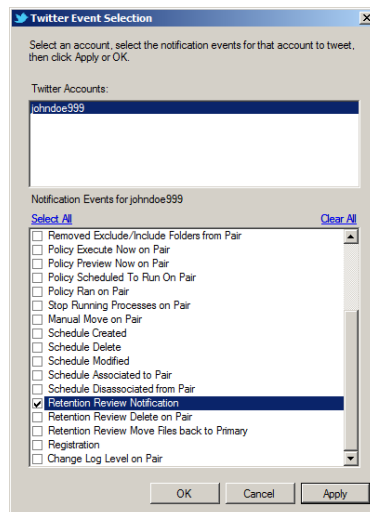 Twitter Event Selection
Select an account, select the notification events for that account to tweet,
then click Apply or OK.
Twitter Accounts:
johndoe999
Notification Events for johndoe999
Select All Clear All
Removed Exclude/Include Folders from Pair
Policy Execute Now on Pair
Policy Preview Now on Pair
Policy Scheduled To Run On Pair
Policy Ran on Pair
Stop Running Processes on Pair
Manual Move on Pair
Schedule Created
Schedule Delete
Schedule Modified
Schedule Associated to Pair
Schedule Disassociated from Pair
Retention Review Notification
Retention Review Delete on Pair
Retention Review Move Files back to Primary
Registration
Change Log Level on Pair
OK Cancel Apply